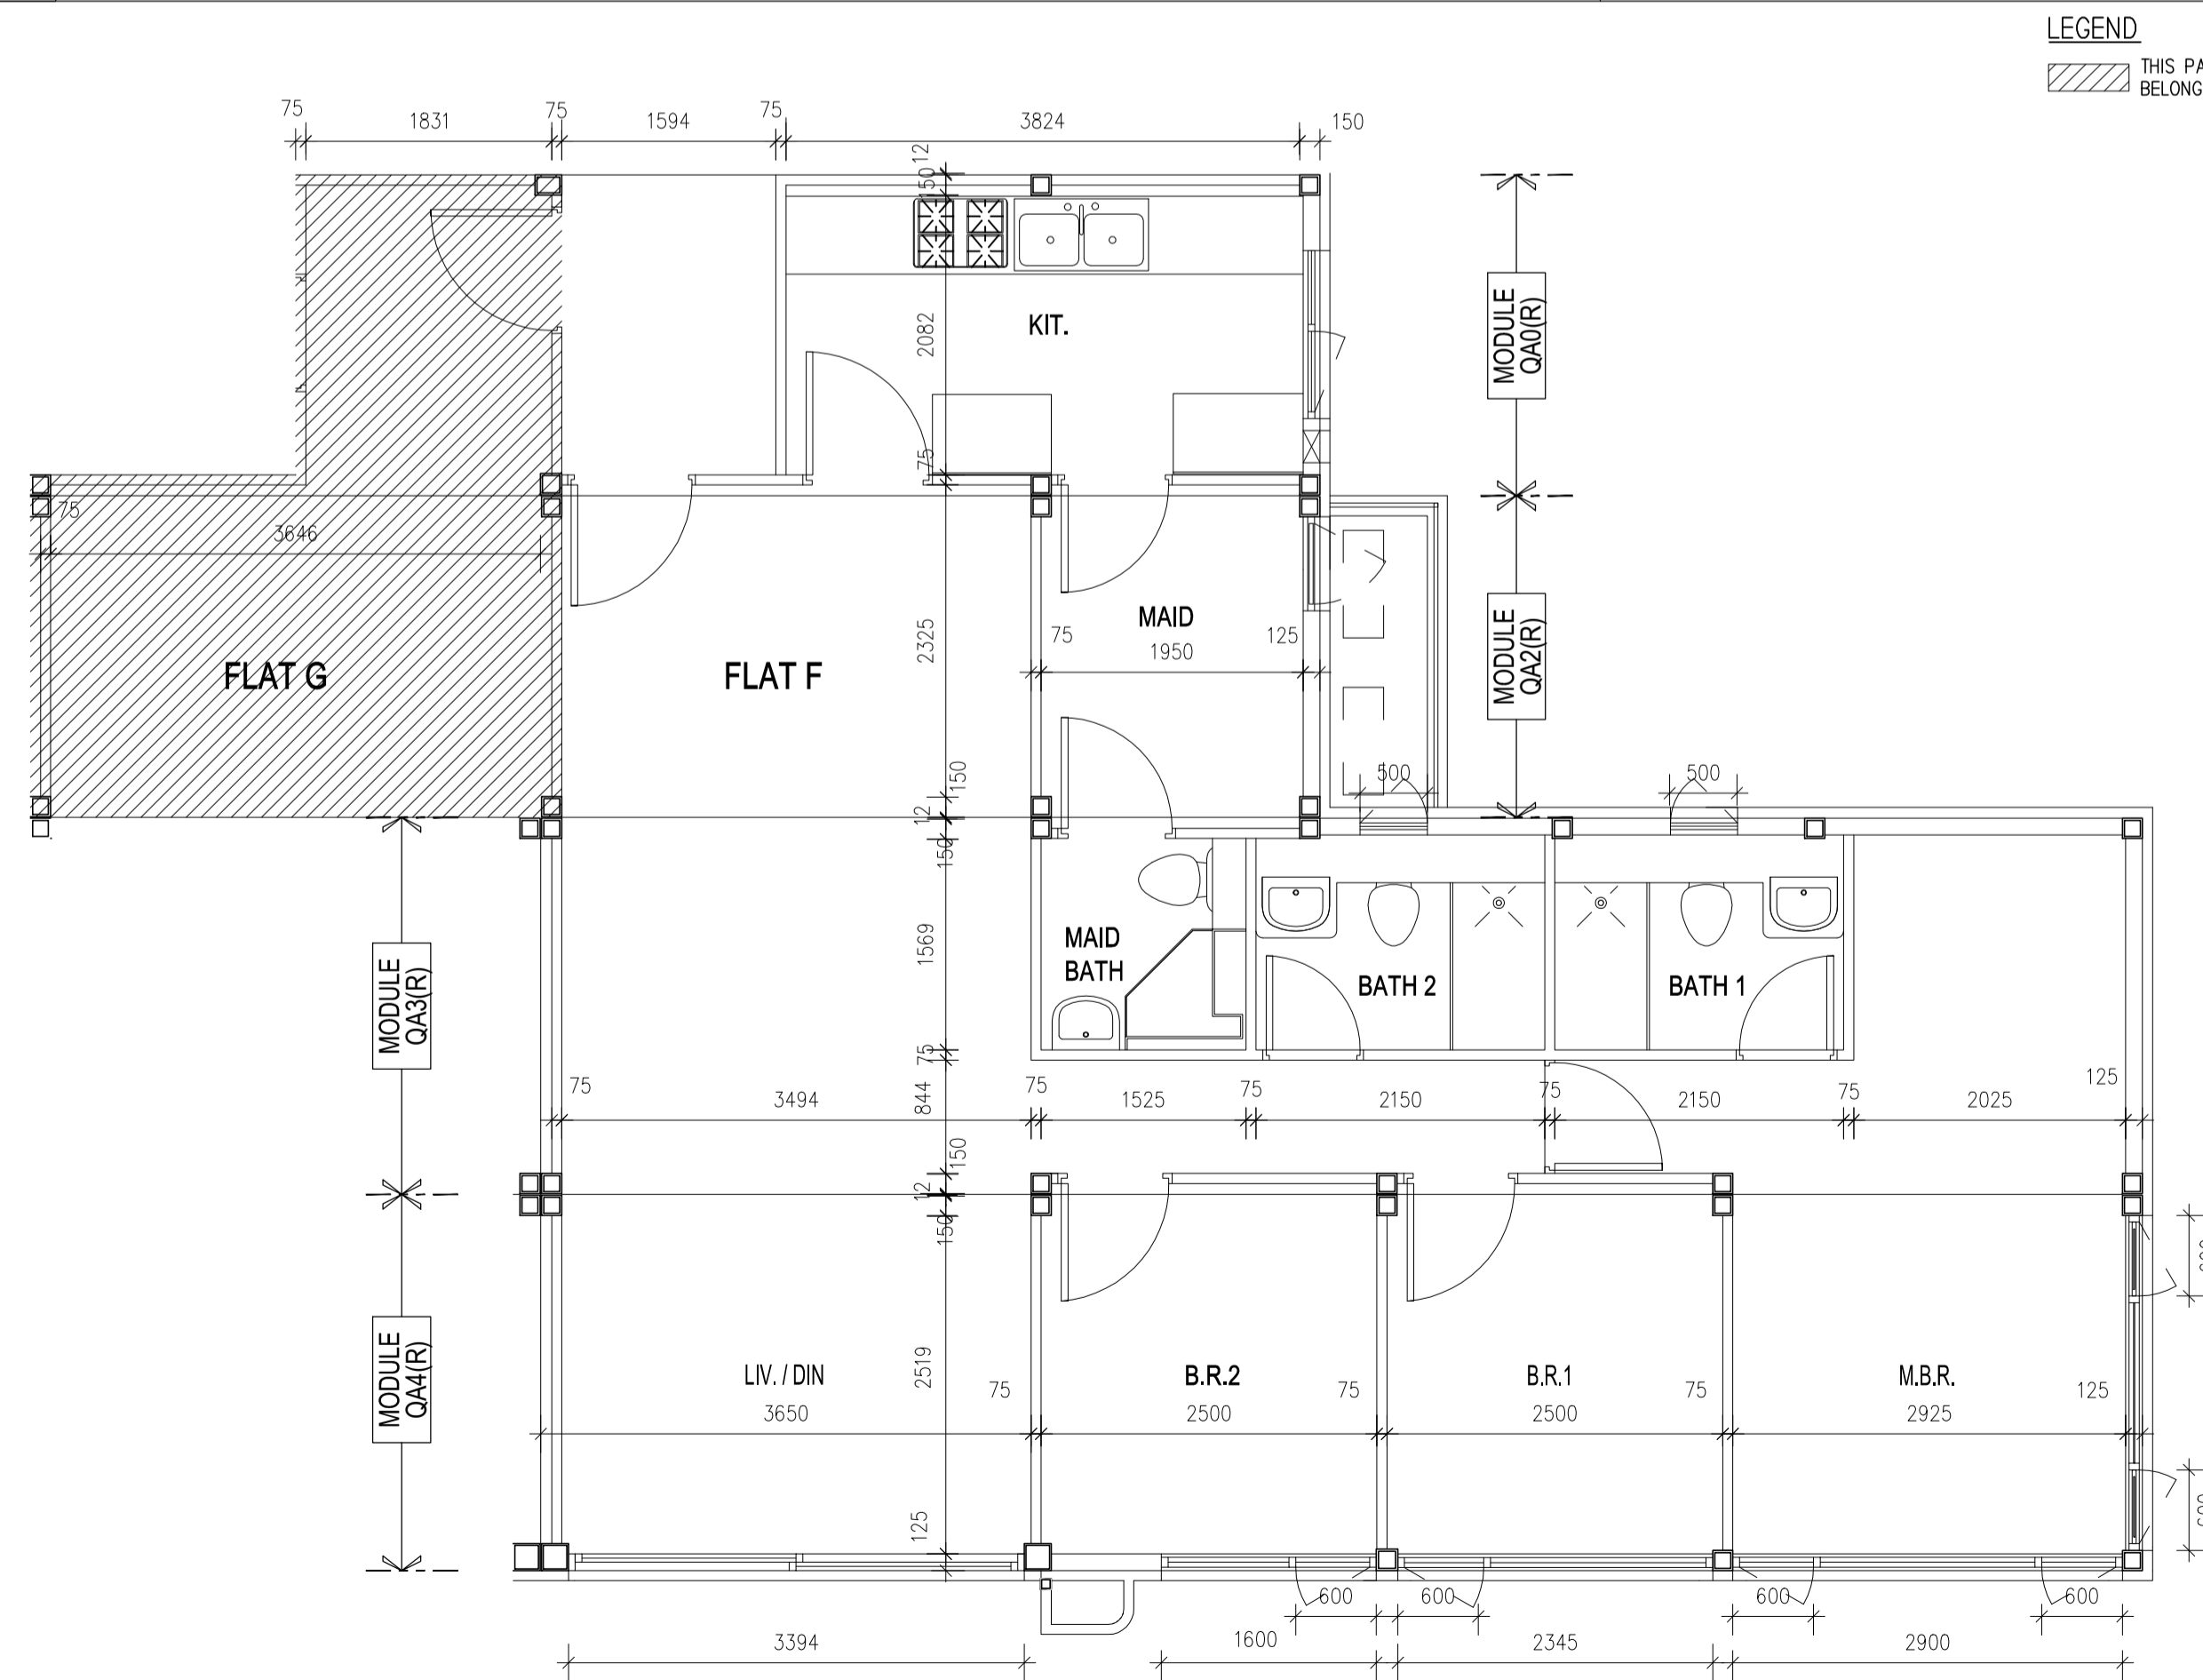 LEGEND
THIS PA
BELONG
75
1831
75
1594
75
3824
150
12
150
MODULE
QA0(R)
2082
KIT.
75
75
3646
MODULE
QA2(R)
FLAT G
FLAT F
2325
MAID
75
1950
125
150
12
150
500
500
MODULE
QA3(R)
1569
MAID
BATH
BATH 2
BATH 1
75
844
75
3494
75
1525
75
2150
75
2150
75
2025
125
150
12
150
MODULE
QA4(R)
2519
LIV. / DIN
3650
75
B.R.2
2500
75
B.R.1
2500
75
M.B.R.
2925
125
125
600
600
600
600
3394
1600
2345
2900